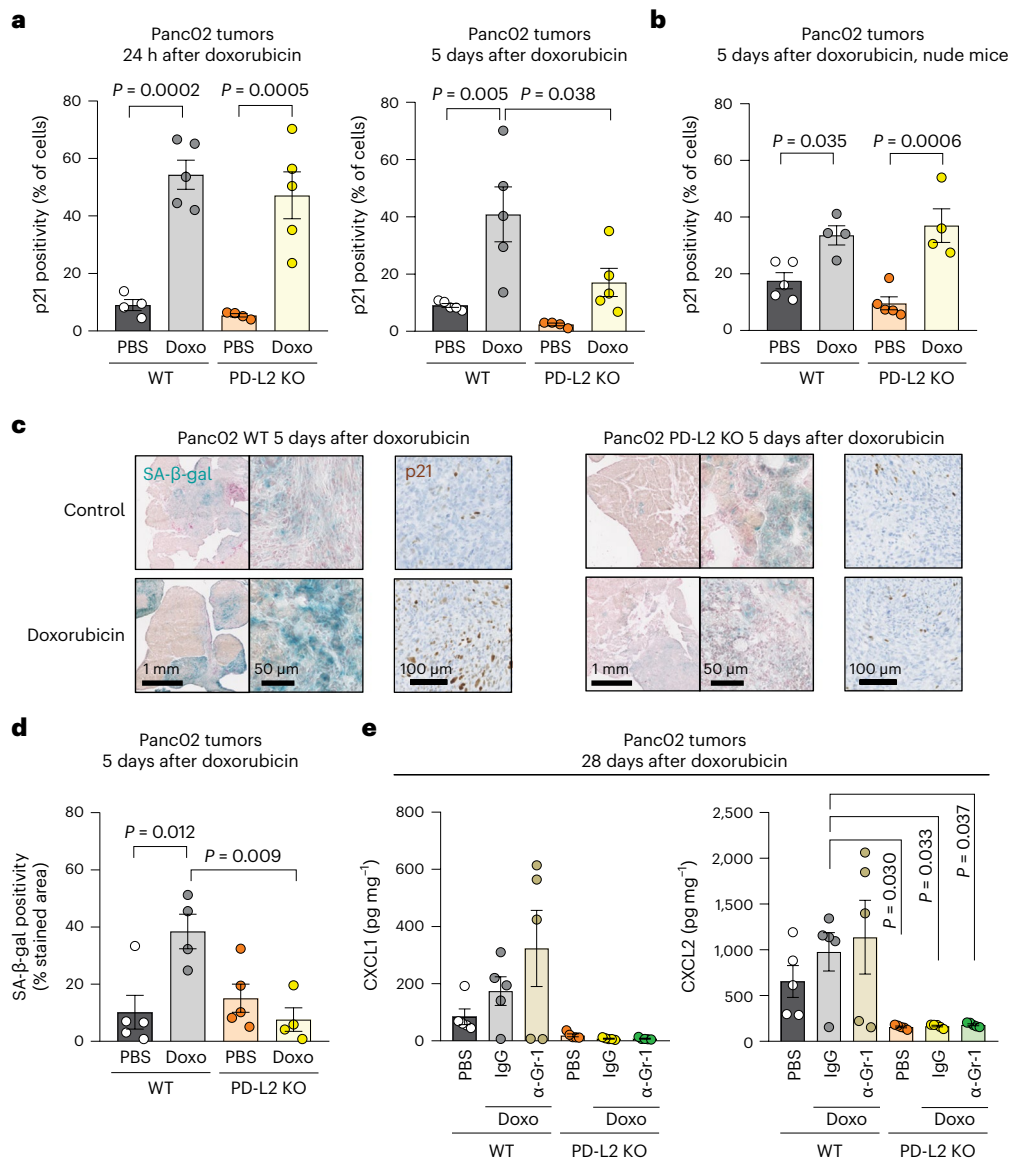 a
Panc02 tumors
24 h after doxorubicin
P = 0.0002
P = 0.0005
p21 positivity (% of cells)
80
60
40
20
0
PBS Doxo PBS Doxo
WT PD-L2 KO
Panc02 tumors
5 days after doxorubicin
P = 0.005
P = 0.038
p21 positivity (% of cells)
80
60
40
20
0
PBS Doxo PBS Doxo
WT PD-L2 KO
b
Panc02 tumors
5 days after doxorubicin, nude mice
P = 0.035
P = 0.0006
p21 positivity (% of cells)
80
60
40
20
0
PBS Doxo PBS Doxo
WT PD-L2 KO
c
Panc02 WT 5 days after doxorubicin
Panc02 PD-L2 KO 5 days after doxorubicin
SA-β-gal
p21
Control
Doxorubicin
1 mm
50 μm
100 μm
1 mm
50 μm
100 μm
d
Panc02 tumors
5 days after doxorubicin
P = 0.012
P = 0.009
SA-β-gal positivity
(% stained area)
80
60
40
20
0
PBS Doxo PBS Doxo
WT PD-L2 KO
e
Panc02 tumors
28 days after doxorubicin
CXCL1 (pg mg⁻¹)
800
600
400
200
0
PBS IgG α-Gr-1 PBS IgG α-Gr-1
Doxo Doxo
WT PD-L2 KO
CXCL2 (pg mg⁻¹)
2,500
2,000
1,500
1,000
500
0
P = 0.030
P = 0.033
P = 0.037
PBS IgG α-Gr-1 PBS IgG α-Gr-1
Doxo Doxo
WT PD-L2 KO